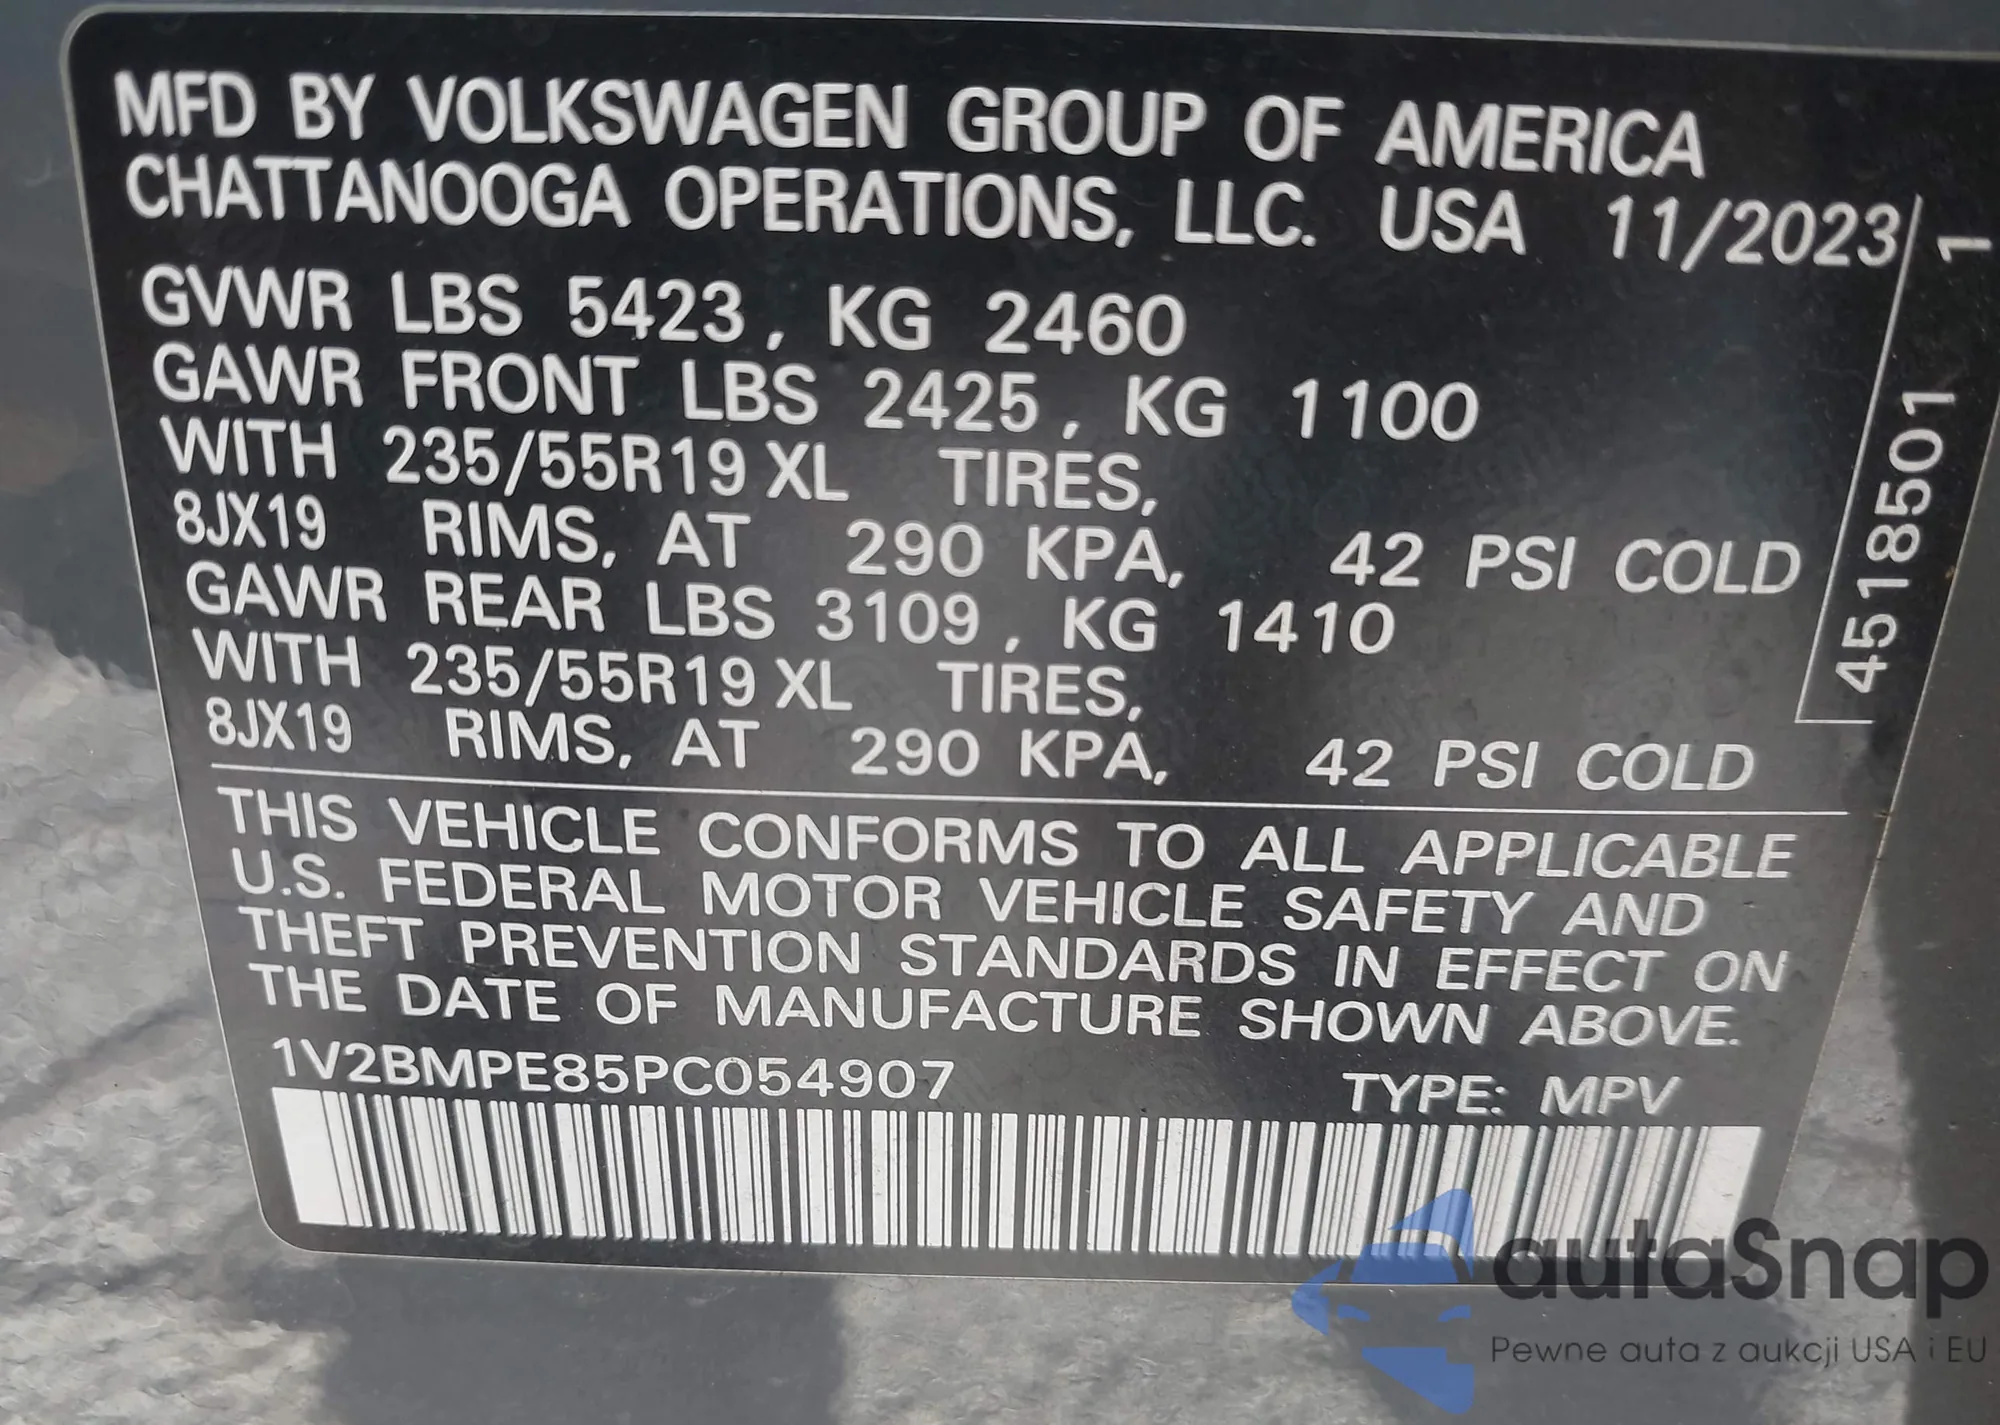 MFD BY VOLKSWAGEN GROUP OF AMERICA
CHATTANOOGA OPERATIONS, LLC. USA 11/2023
GVWR LBS 5423, KG 2460
GAWR FRONT LBS 2425, KG 1100
WITH 235/55R19 XL TIRES,
8JX19 RIMS, AT 290 KPA, 42 PSI COLD
GAWR REAR LBS 3109, KG 1410
WITH 235/55R19 XL TIRES,
8JX19 RIMS, AT 290 KPA, 42 PSI COLD
4518501 1
THIS VEHICLE CONFORMS TO ALL APPLICABLE
U.S. FEDERAL MOTOR VEHICLE SAFETY AND
THEFT PREVENTION STANDARDS IN EFFECT ON
THE DATE OF MANUFACTURE SHOWN ABOVE.
1V2BMPE85PC054907 TYPE: MPV
autaSnap
Pewne auta z aukcji USA i EU